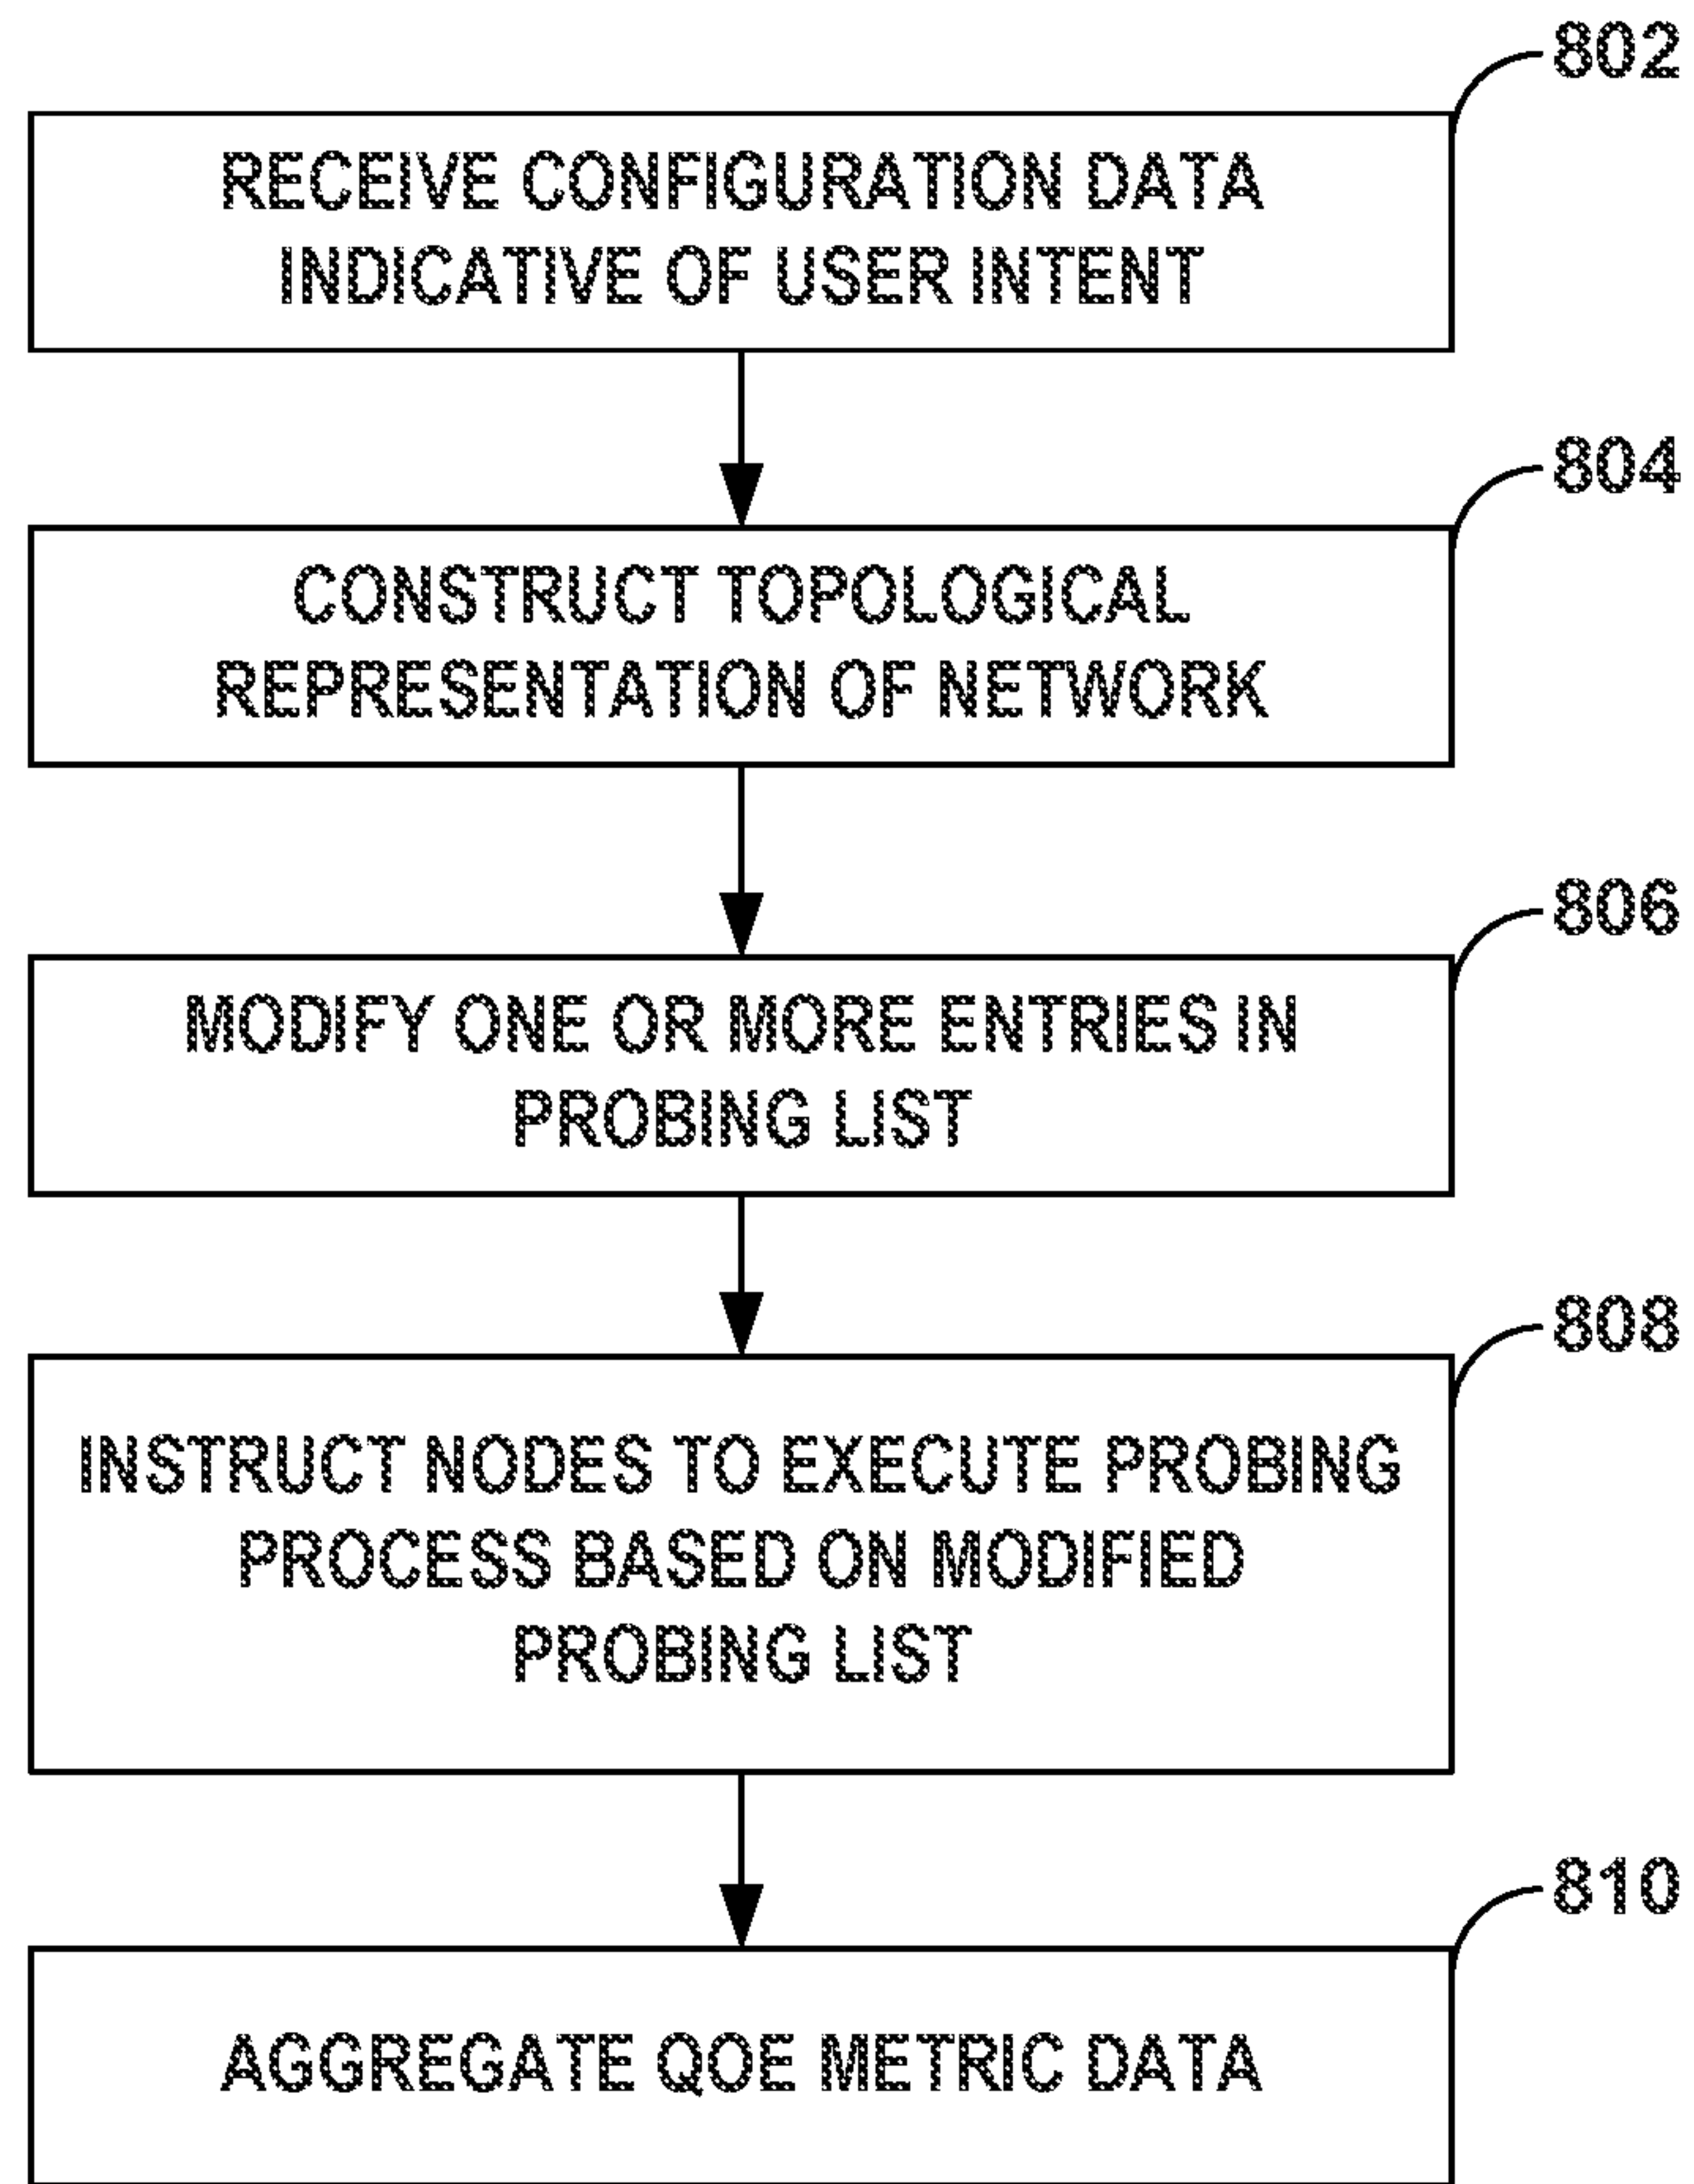 802
RECEIVE CONFIGURATION DATA
INDICATIVE OF USER INTENT
804
CONSTRUCT TOPOLOGICAL
REPRESENTATION OF NETWORK
806
MODIFY ONE OR MORE ENTRIES IN
PROBING LIST
808
INSTRUCT NODES TO EXECUTE PROBING
PROCESS BASED ON MODIFIED
PROBING LIST
810
AGGREGATE QOE METRIC DATA